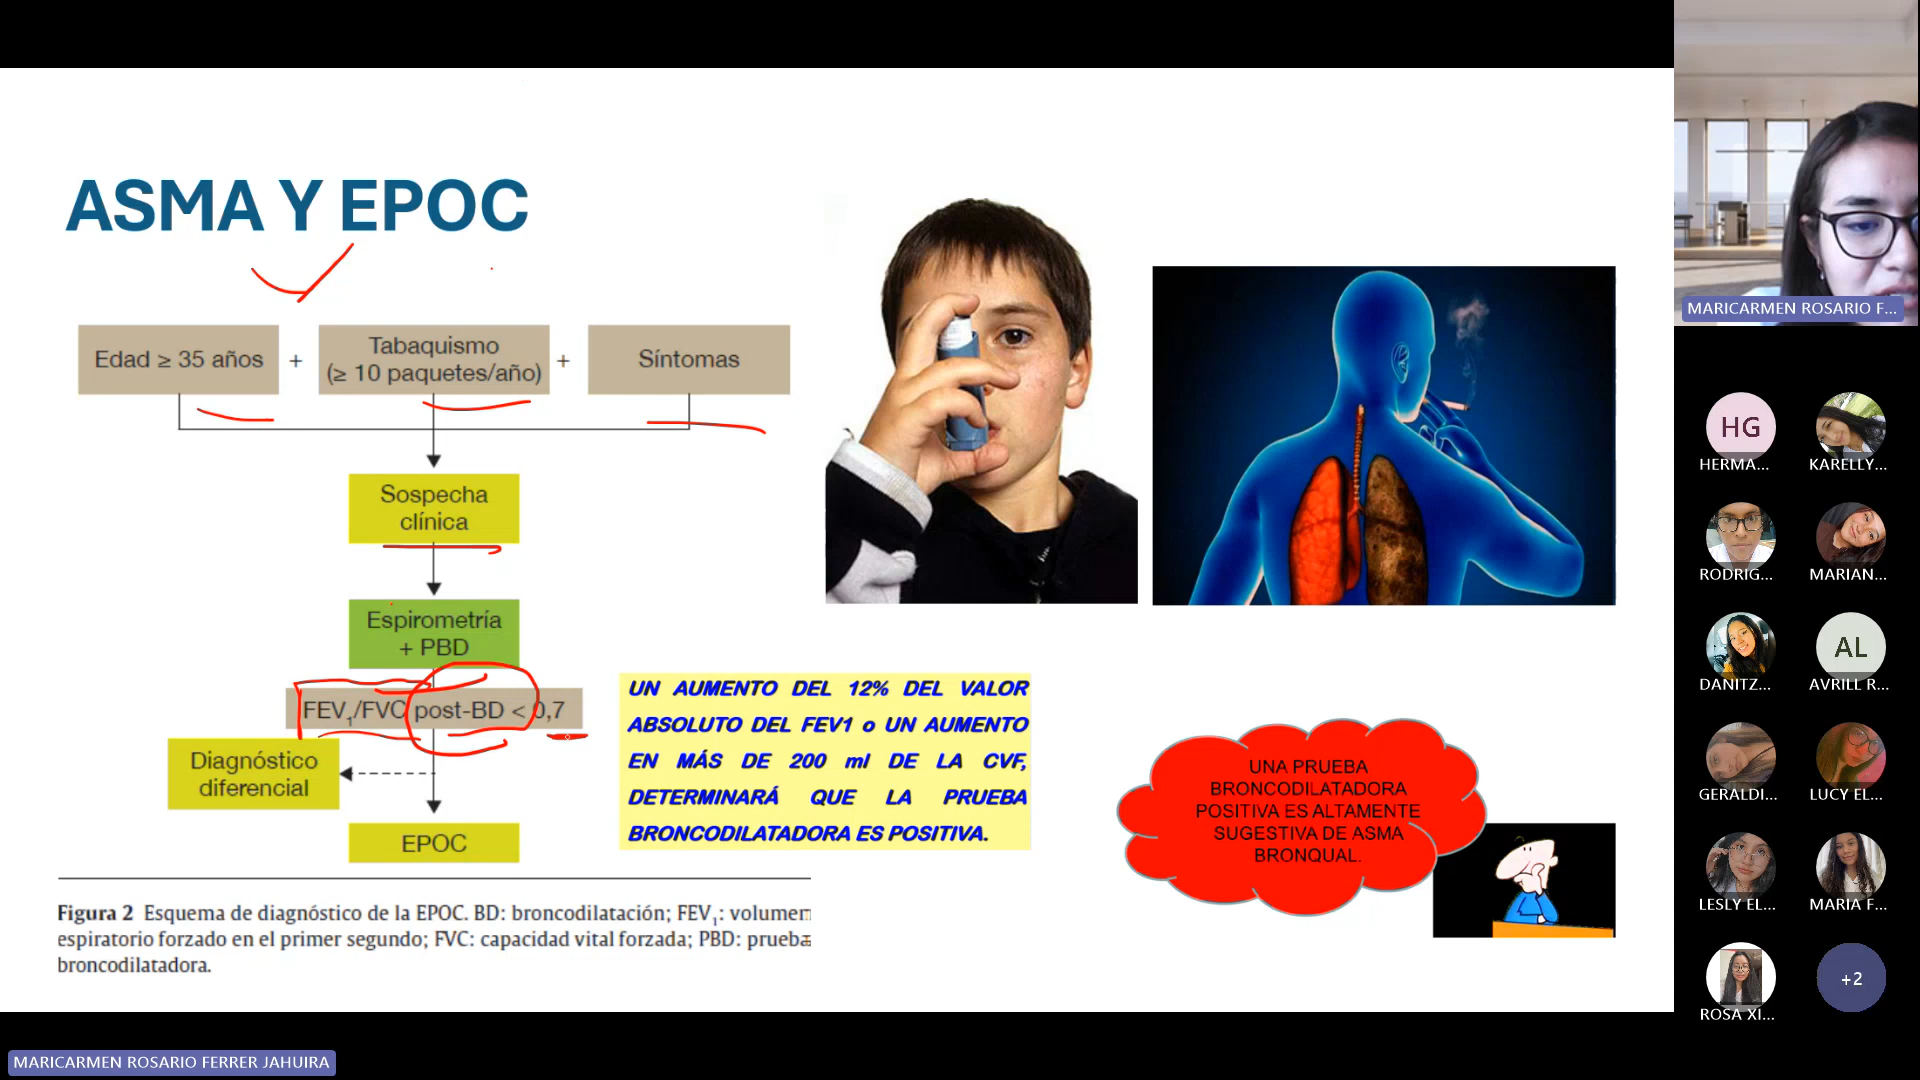 ASMA Y EPOC
Edad ≥ 35 años
+
Tabaquismo
(≥ 10 paquetes/año)
+
Síntomas
Sospecha
clínica
Espirometría
+ PBD
FEV₁/FVC post-BD < 0,7
Diagnóstico
diferencial
EPOC
Figura 2 Esquema de diagnóstico de la EPOC. BD: broncodilatación; FEV₁: volumen
espiratorio forzado en el primer segundo; FVC: capacidad vital forzada; PBD: prueba
broncodilatadora.
UN AUMENTO DEL 12% DEL VALOR
ABSOLUTO DEL FEV1 o UN AUMENTO
EN MÁS DE 200 ml DE LA CVF,
DETERMINARÁ QUE LA PRUEBA
BRONCODILATADORA ES POSITIVA.
UNA PRUEBA
BRONCODILATADORA
POSITIVA ES ALTAMENTE
SUGESTIVA DE ASMA
BRONQUAL.
MARICARMEN ROSARIO F...
HG
HERMA...
KARELLY...
RODRIG...
MARIAN...
DANITZ...
AL
AVRILL R...
GERALDI...
LUCY EL...
LESLY EL...
MARIA F...
ROSA XI...
+2
MARICARMEN ROSARIO FERRER JAHUIRA